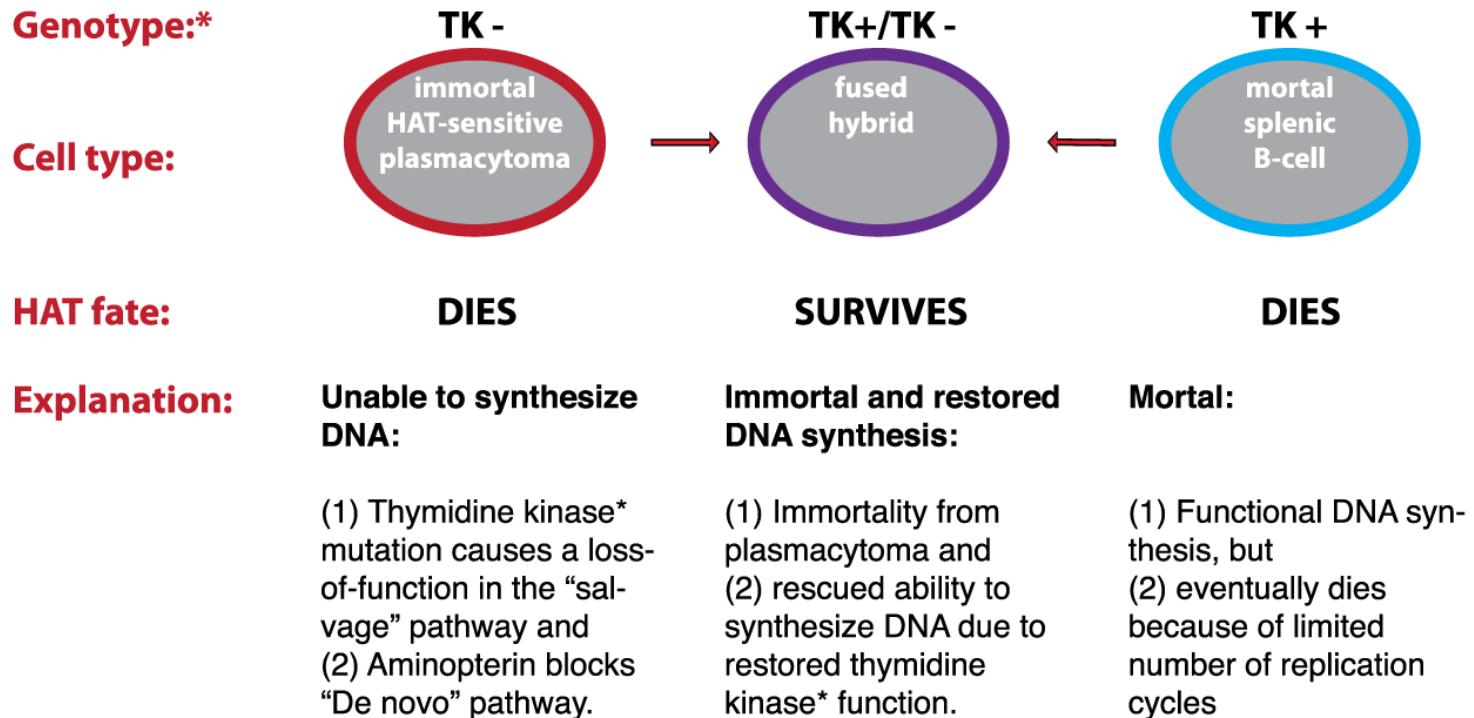 Genotype:*
TK -
TK+/TK -
TK +
Cell type:
immortal
HAT-sensitive
plasmacytoma
fused
hybrid
mortal
splenic
B-cell
HAT fate:
DIES
SURVIVES
DIES
Explanation:
Unable to synthesize
DNA:
(1) Thymidine kinase*
mutation causes a loss-
of-function in the “sal-
vage” pathway and
(2) Aminopterin blocks
“De novo” pathway.
Immortal and restored
DNA synthesis:
(1) Immortality from
plasmacytoma and
(2) rescued ability to
synthesize DNA due to
restored thymidine
kinase* function.
Mortal:
(1) Functional DNA syn-
thesis, but
(2) eventually dies
because of limited
number of replication
cycles